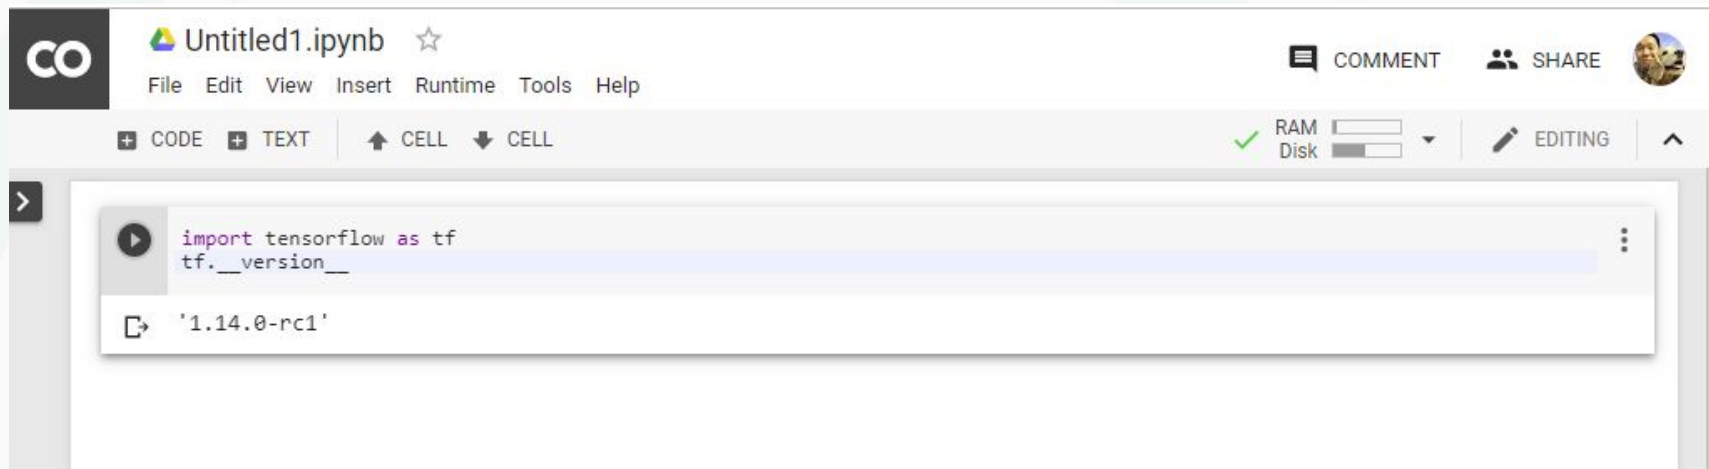 CO
Untitled1.ipynb
COMMENT SHARE
File Edit View Insert Runtime Tools Help
CODE TEXT CELL CELL
RAM
Disk
EDITING
import tensorflow as tf
tf.__version__
'1.14.0-rc1'